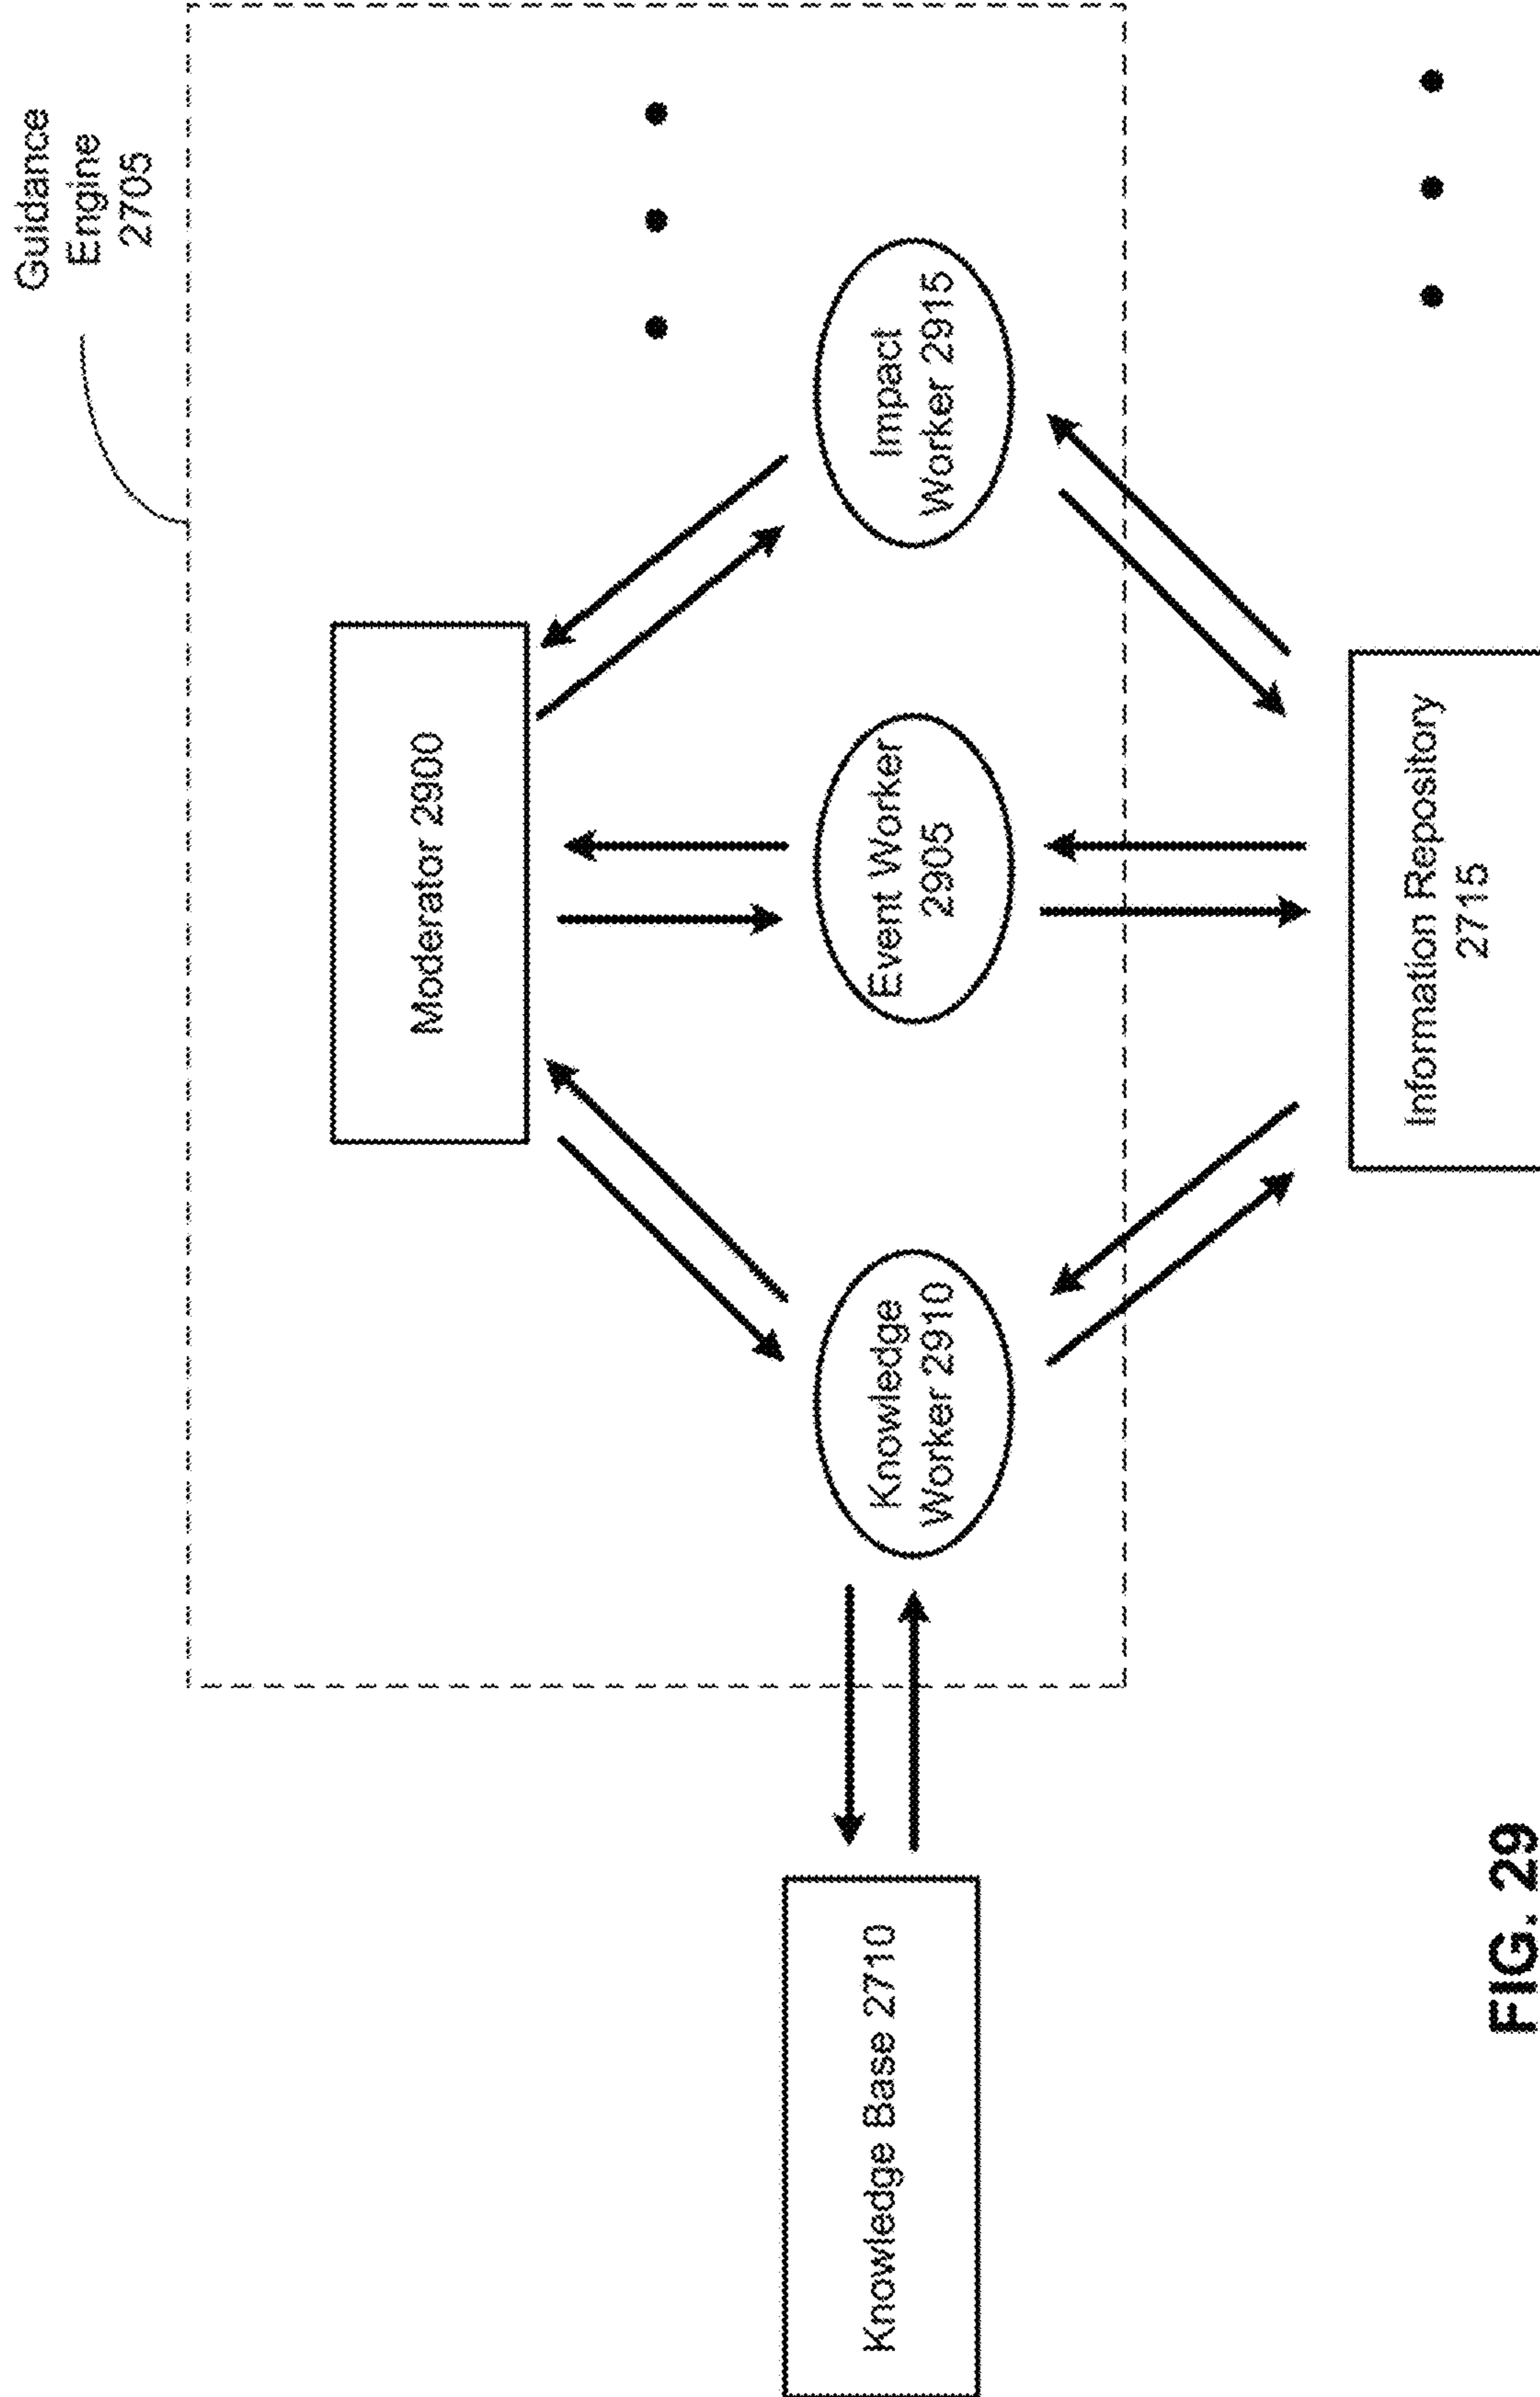 Guidance
Engine
2705
Moderator 2900
Knowledge
Worker 2910
Event Worker
2905
Impact
Worker 2915
Knowledge Base 2710
Information Repository
2715
FIG. 29